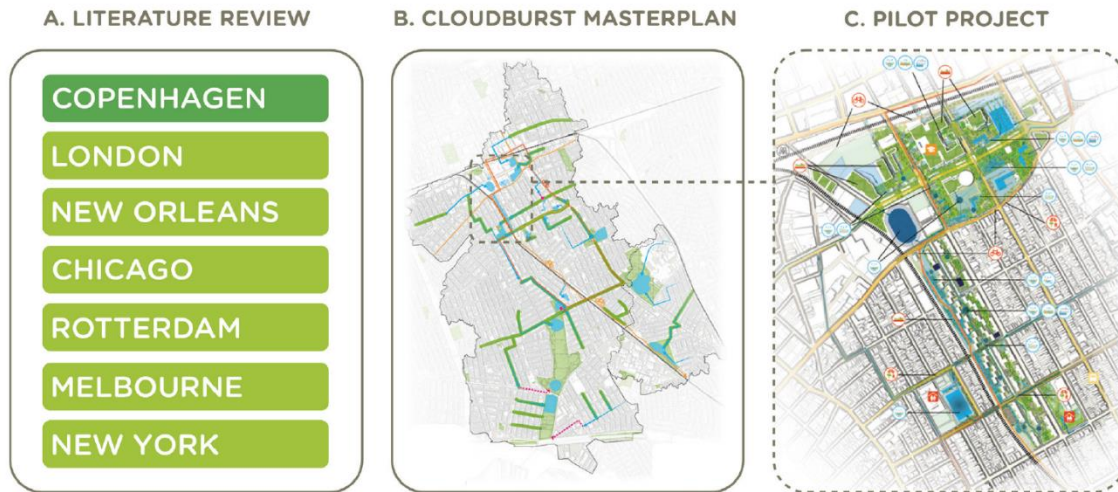 A. LITERATURE REVIEW
B. CLOUDBURST MASTERPLAN
C. PILOT PROJECT
COPENHAGEN
LONDON
NEW ORLEANS
CHICAGO
ROTTERDAM
MELBOURNE
NEW YORK